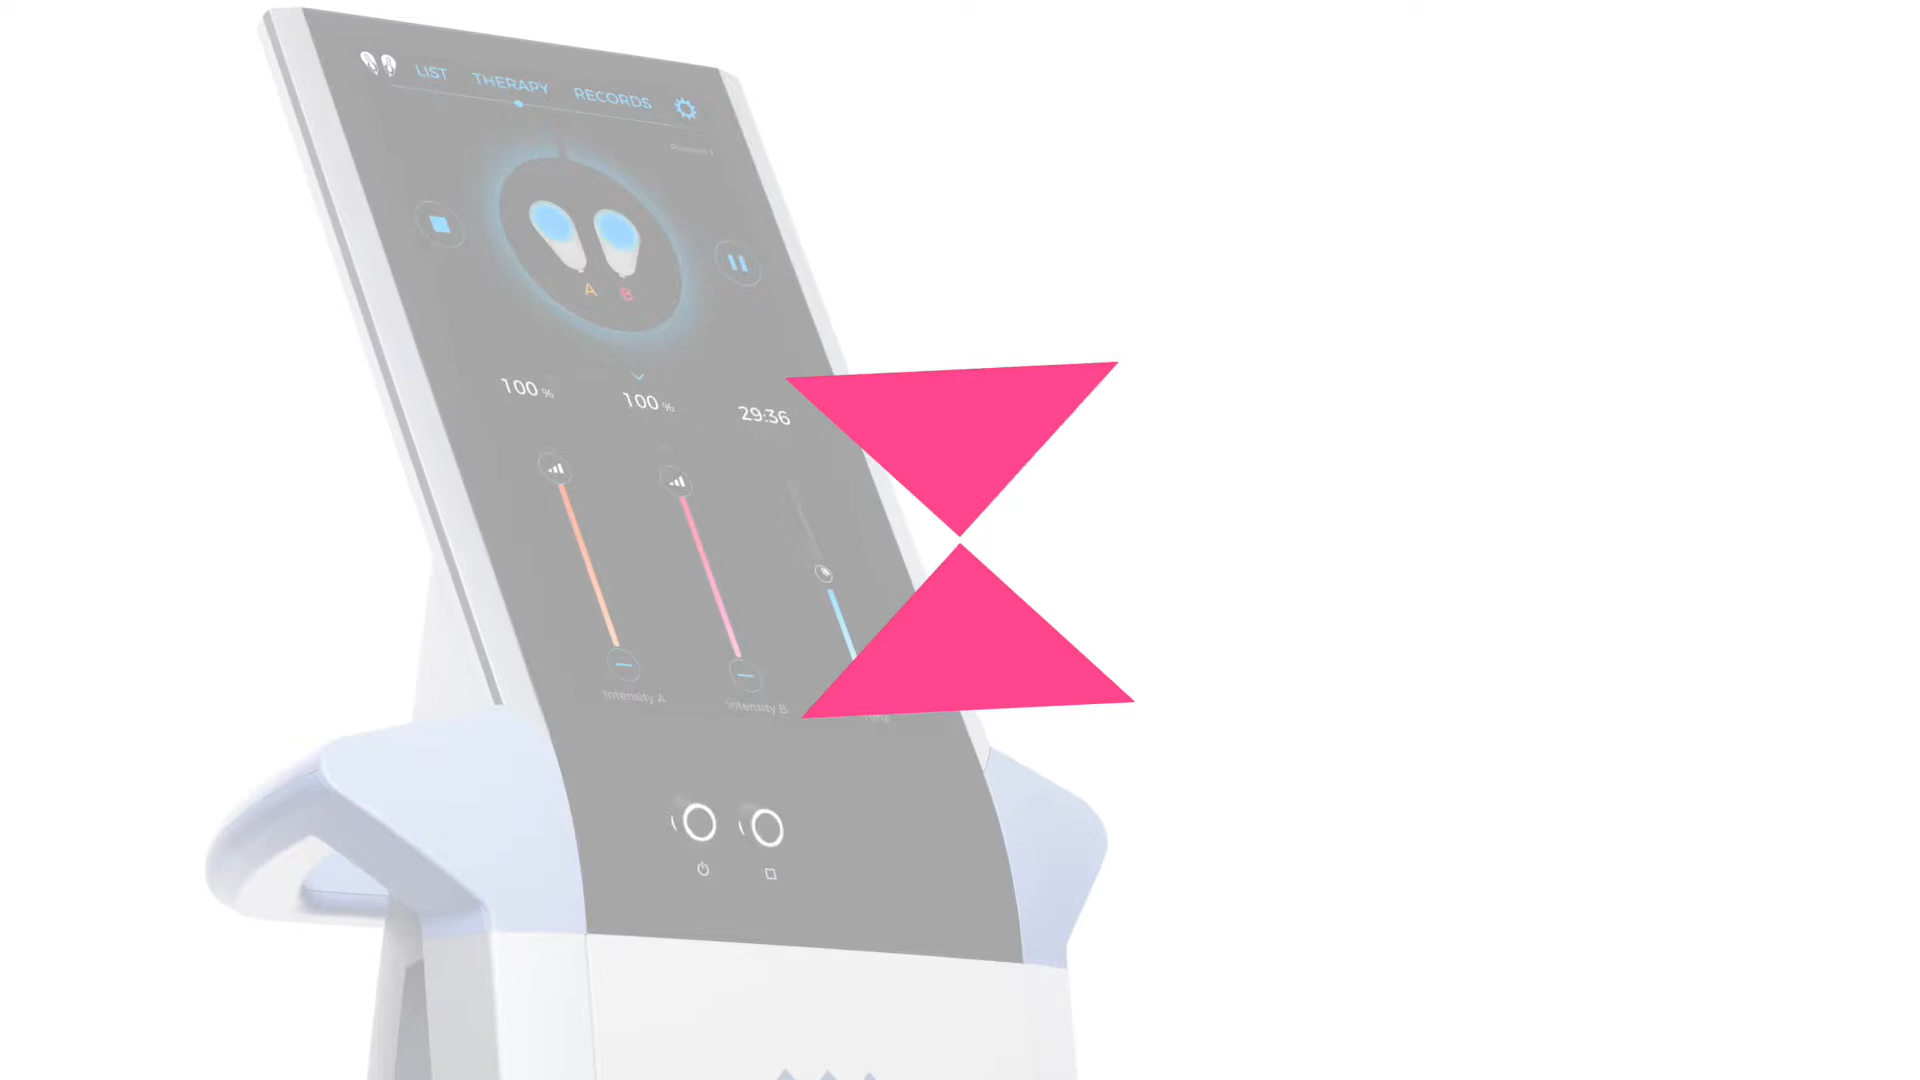 LIST THERAPY RECORDS
A B
100 % 100 % 29:36
Intensity A Intensity B